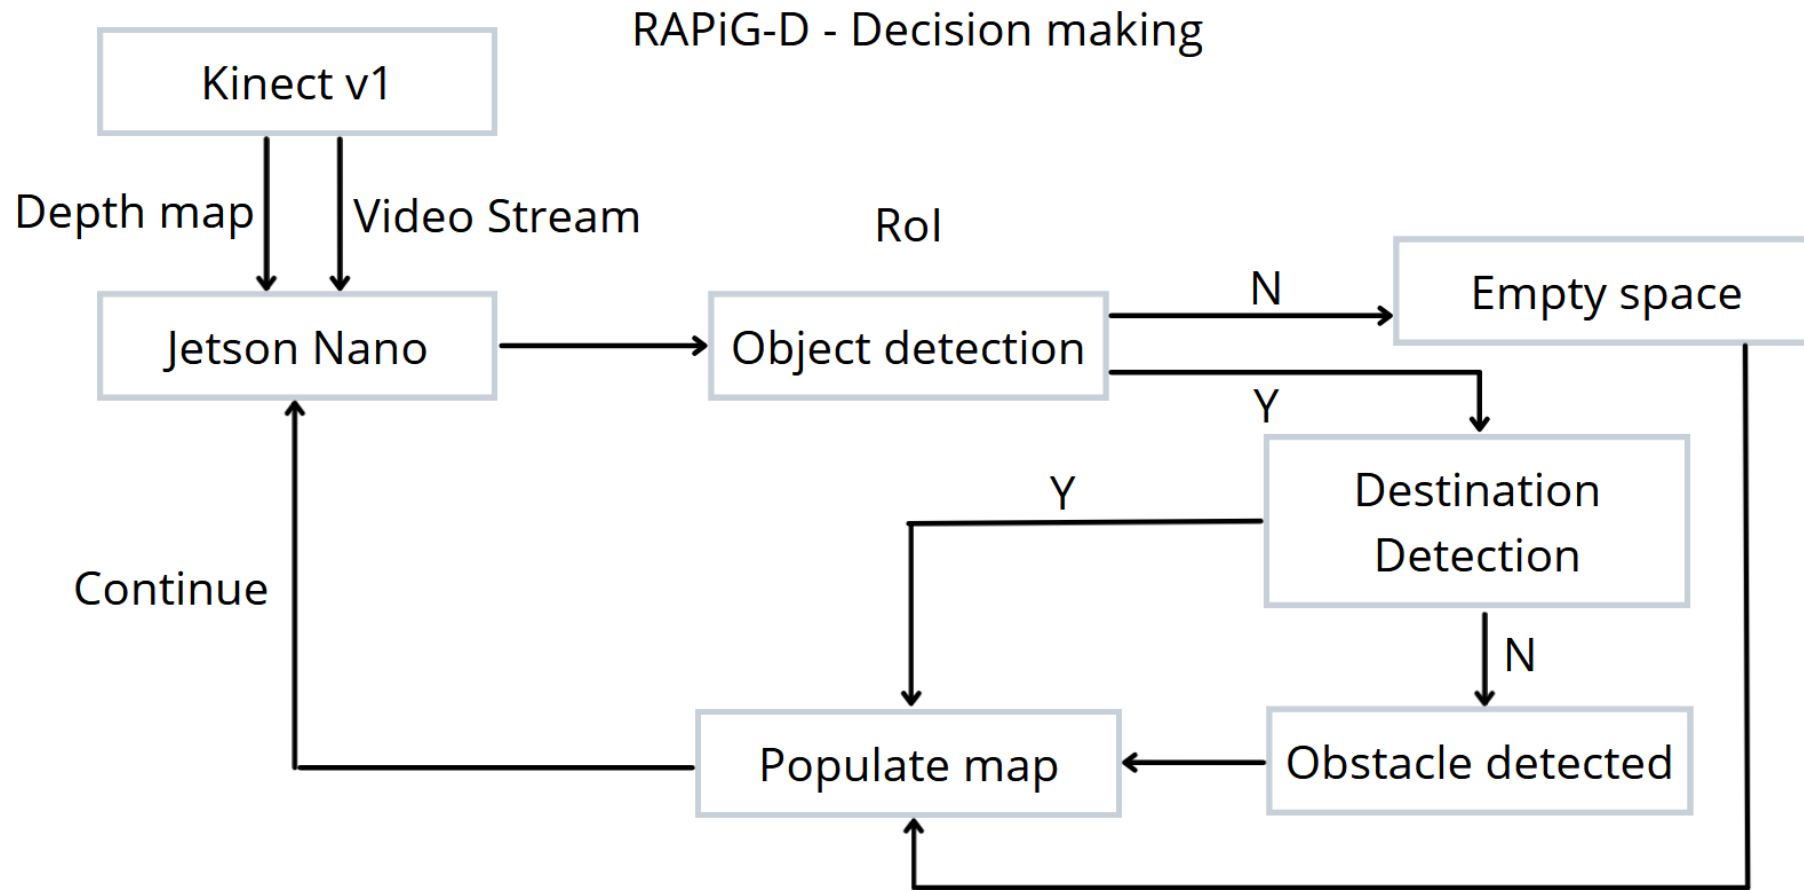 RAPiG-D - Decision making
Kinect v1
Depth map
Video Stream
RoI
Jetson Nano
Object detection
N
Empty space
Y
Destination
Detection
Y
N
Continue
Populate map
Obstacle detected